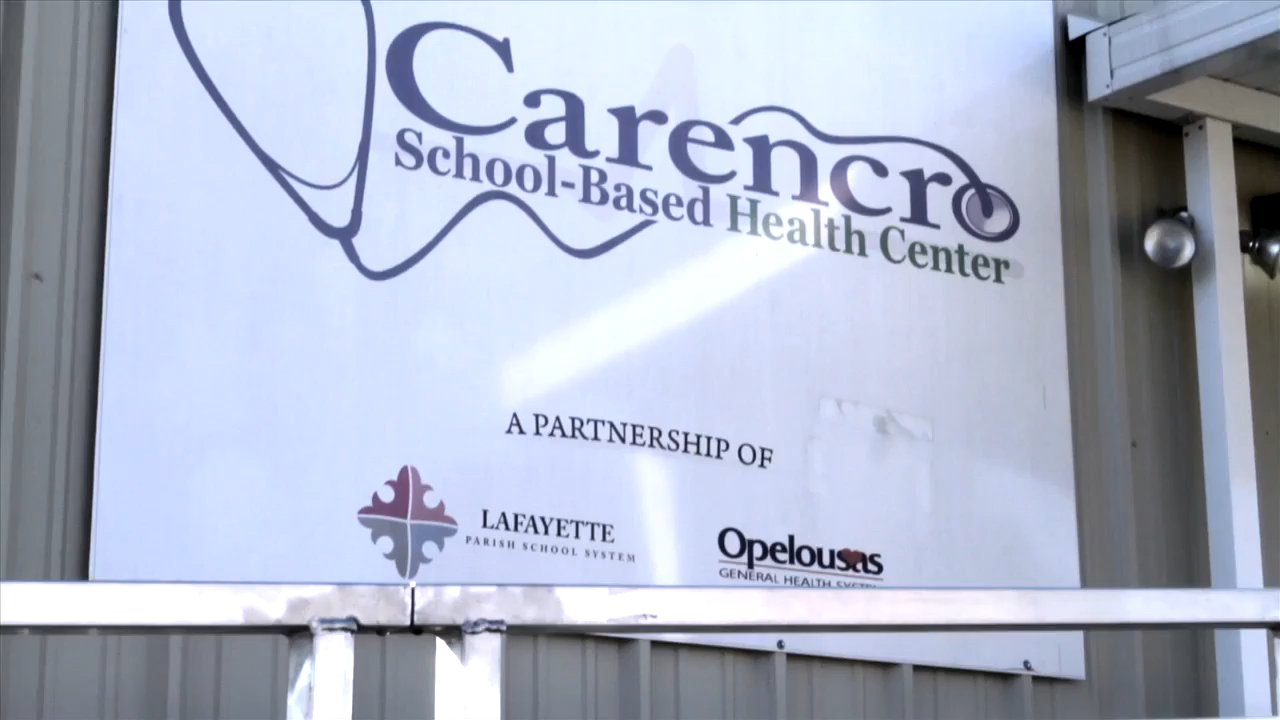 Carencro
School-Based Health Center
A PARTNERSHIP OF
LAFAYETTE
PARISH SCHOOL SYSTEM
Opelousas
GENERAL HEALTH SYSTEM